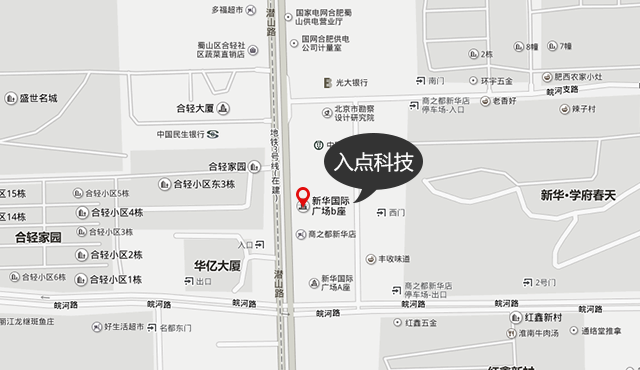 多福超市
潜山路
国家电网合肥蜀
山供电营业厅
国网合肥供电
公司计量室
蜀山区合轻社
区蔬菜直销店
2栋
8幢
7幢
光大银行
南门
环宇五金
肥西农家小灶
皖河支路
盛世名城
合轻大厦
北京市勘察
设计研究院
商之都新华店
停车场-入口
老香好
辣子村
中国民生银行
地铁3号线(在建)
入点科技
合轻家园
合轻小区东3栋
区15栋
合轻小区5栋
新华国际
广场b座
新华·学府春天
区14栋
合轻小区4栋
西门
合轻家园
合轻小区3栋
商之都新华店
入口
合轻小区2栋
华亿大厦
丰收味道
合轻小区6栋
合轻小区1栋
出口
潜山路
新华国际
广场A座
商之都新华店
停车场-出口
2号门
皖河路
皖河路
皖河路
皖河路
丽江龙继斑鱼庄
好生活超市
名都东门
红鑫五金
红鑫新村
淮南牛肉汤
通络堂推拿
红鑫新村